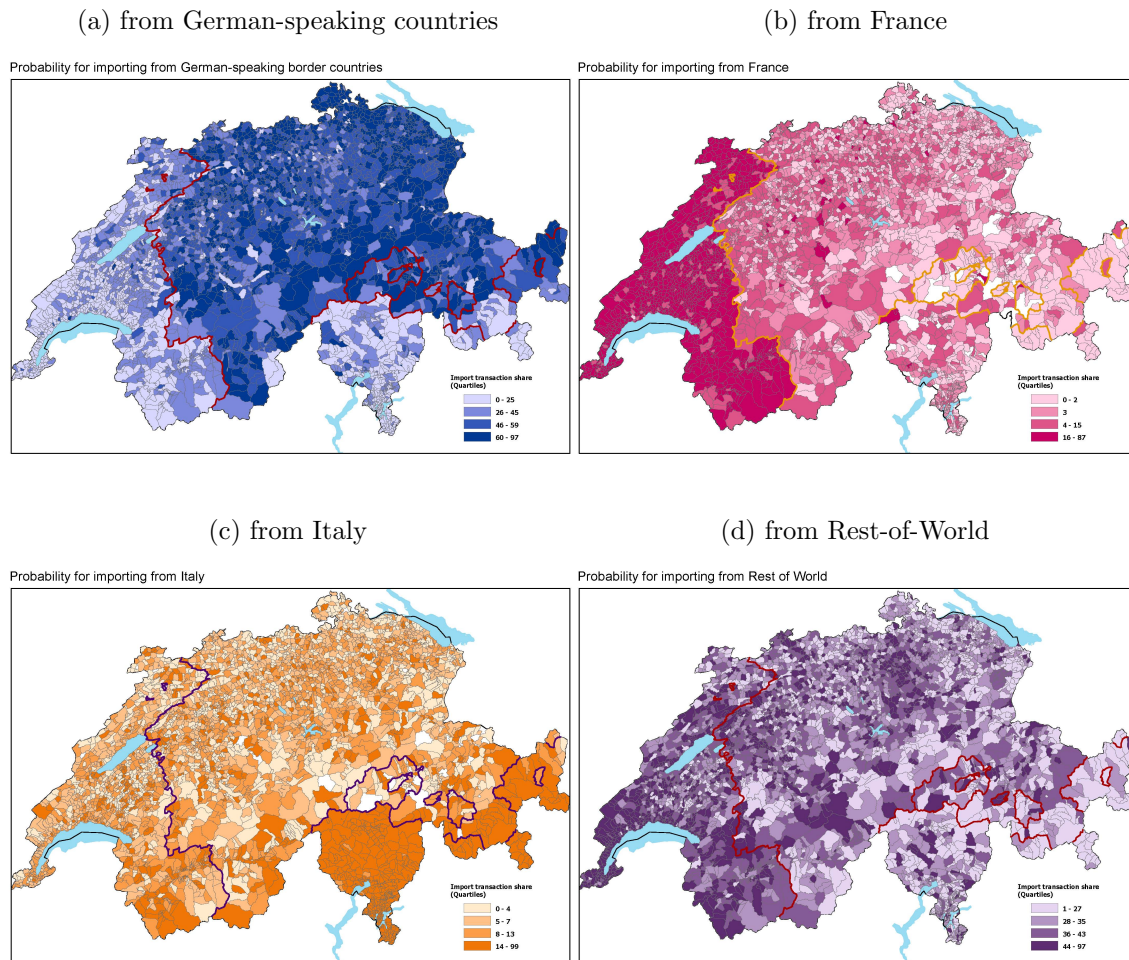 (a) from German-speaking countries
(b) from France
Probability for importing from German-speaking border countries
Probability for importing from France
Import transaction share
(Quartiles)
0 - 25
26 - 45
46 - 59
60 - 97
Import transaction share
(Quartiles)
0 - 2
3
4 - 15
16 - 87
(c) from Italy
(d) from Rest-of-World
Probability for importing from Italy
Probability for importing from Rest of World
Import transaction share
(Quartiles)
0 - 4
5 - 7
8 - 13
14 - 99
Import transaction share
(Quartiles)
1 - 27
28 - 35
36 - 43
44 - 97